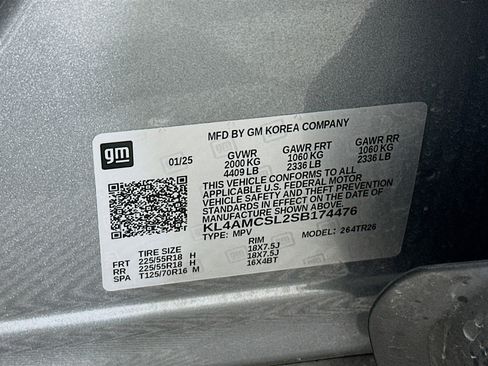 MFD BY GM KOREA COMPANY
gm
01/25 GVWR GAWR FRT GAWR RR
2000 KG 1060 KG 1060 KG
4409 LB 2336 LB 2336 LB
THIS VEHICLE CONFORMS TO ALL
APPLICABLE U.S. FEDERAL MOTOR
VEHICLE SAFETY AND THEFT PREVENTION
STANDARDS IN EFFECT ON THE DATE OF
MANUFACTURE SHOWN ABOVE.
KL4AMCSL2SB174476
TYPE: MPV MODEL: 264TR26
TIRE SIZE RIM
FRT 225/55R18 H 18X7.5J
RR 225/55R18 H 18X7.5J
SPA T125/70R16 M 16X4BT